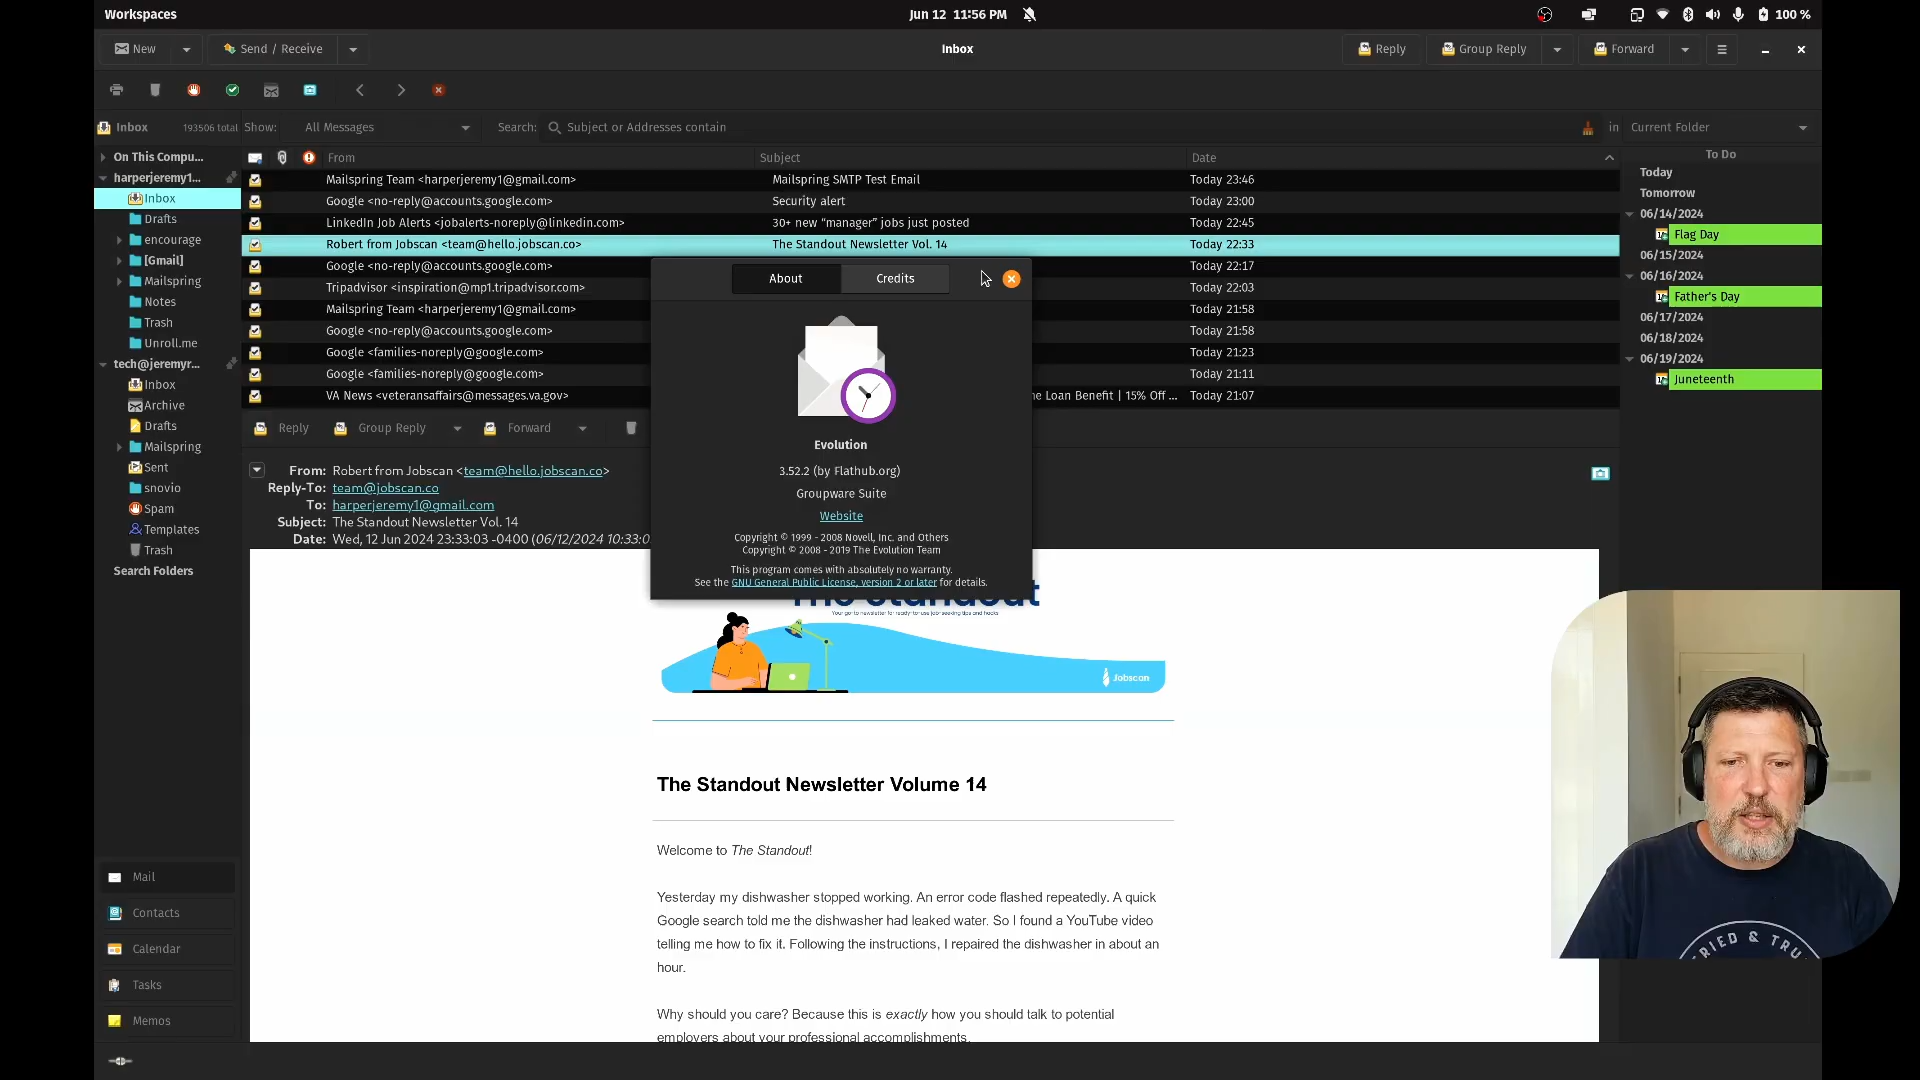 Workspaces
Jun 12 11:56 PM
100 %
New
Send / Receive
Inbox
Reply
Group Reply
Forward
Inbox
193506 total
Show:
All Messages
Search:
Subject or Addresses contain
in
Current Folder
On This Compu...
harperjeremy1...
Inbox
Drafts
encourage
[Gmail]
Mailspring
Notes
Trash
Unroll.me
tech@jeremyr...
Inbox
Archive
Drafts
Mailspring
Sent
snovio
Spam
Templates
Trash
Search Folders
Mail
Contacts
Calendar
Tasks
Memos
From Subject Date
Mailspring Team <harperjeremy1@gmail.com> Mailspring SMTP Test Email Today 23:46
Google <no-reply@accounts.google.com> Security alert Today 23:00
LinkedIn Job Alerts <jobalerts-noreply@linkedin.com> 30+ new “manager” jobs just posted Today 22:45
Robert from Jobscan <team@hello.jobscan.co> The Standout Newsletter Vol. 14 Today 22:33
Google <no-reply@accounts.google.com> Today 22:17
Tripadvisor <inspiration@mp1.tripadvisor.com> Today 22:03
Mailspring Team <harperjeremy1@gmail.com> Today 21:58
Google <no-reply@accounts.google.com> Today 21:58
Google <families-noreply@google.com> Today 21:23
Google <families-noreply@google.com> Today 21:11
VA News <veteransaffairs@messages.va.gov> Loan Benefit | 15% Off ... Today 21:07
About
Credits
Evolution
3.52.2 (by Flathub.org)
Groupware Suite
Website
Copyright © 1999 - 2008 Novell, Inc. and Others
Copyright © 2008 - 2019 The Evolution Team
This program comes with absolutely no warranty.
See the GNU General Public License, version 2 or later for details.
Reply
Group Reply
Forward
From: Robert from Jobscan <team@hello.jobscan.co>
Reply-To: team@jobscan.co
To: harperjeremy1@gmail.com
Subject: The Standout Newsletter Vol. 14
Date: Wed, 12 Jun 2024 23:33:03 -0400 (06/12/2024 10:33:0
The Standout
Your go-to newsletter for ready-to-use job seeking tips and hacks
Jobscan
The Standout Newsletter Volume 14
Welcome to The Standout!
Yesterday my dishwasher stopped working. An error code flashed repeatedly. A quick
Google search told me the dishwasher had leaked water. So I found a YouTube video
telling me how to fix it. Following the instructions, I repaired the dishwasher in about an
hour.
Why should you care? Because this is exactly how you should talk to potential
employers about your professional accomplishments.
To Do
Today
Tomorrow
06/14/2024
Flag Day
06/15/2024
06/16/2024
Father's Day
06/17/2024
06/18/2024
06/19/2024
Juneteenth
RIED & TRU